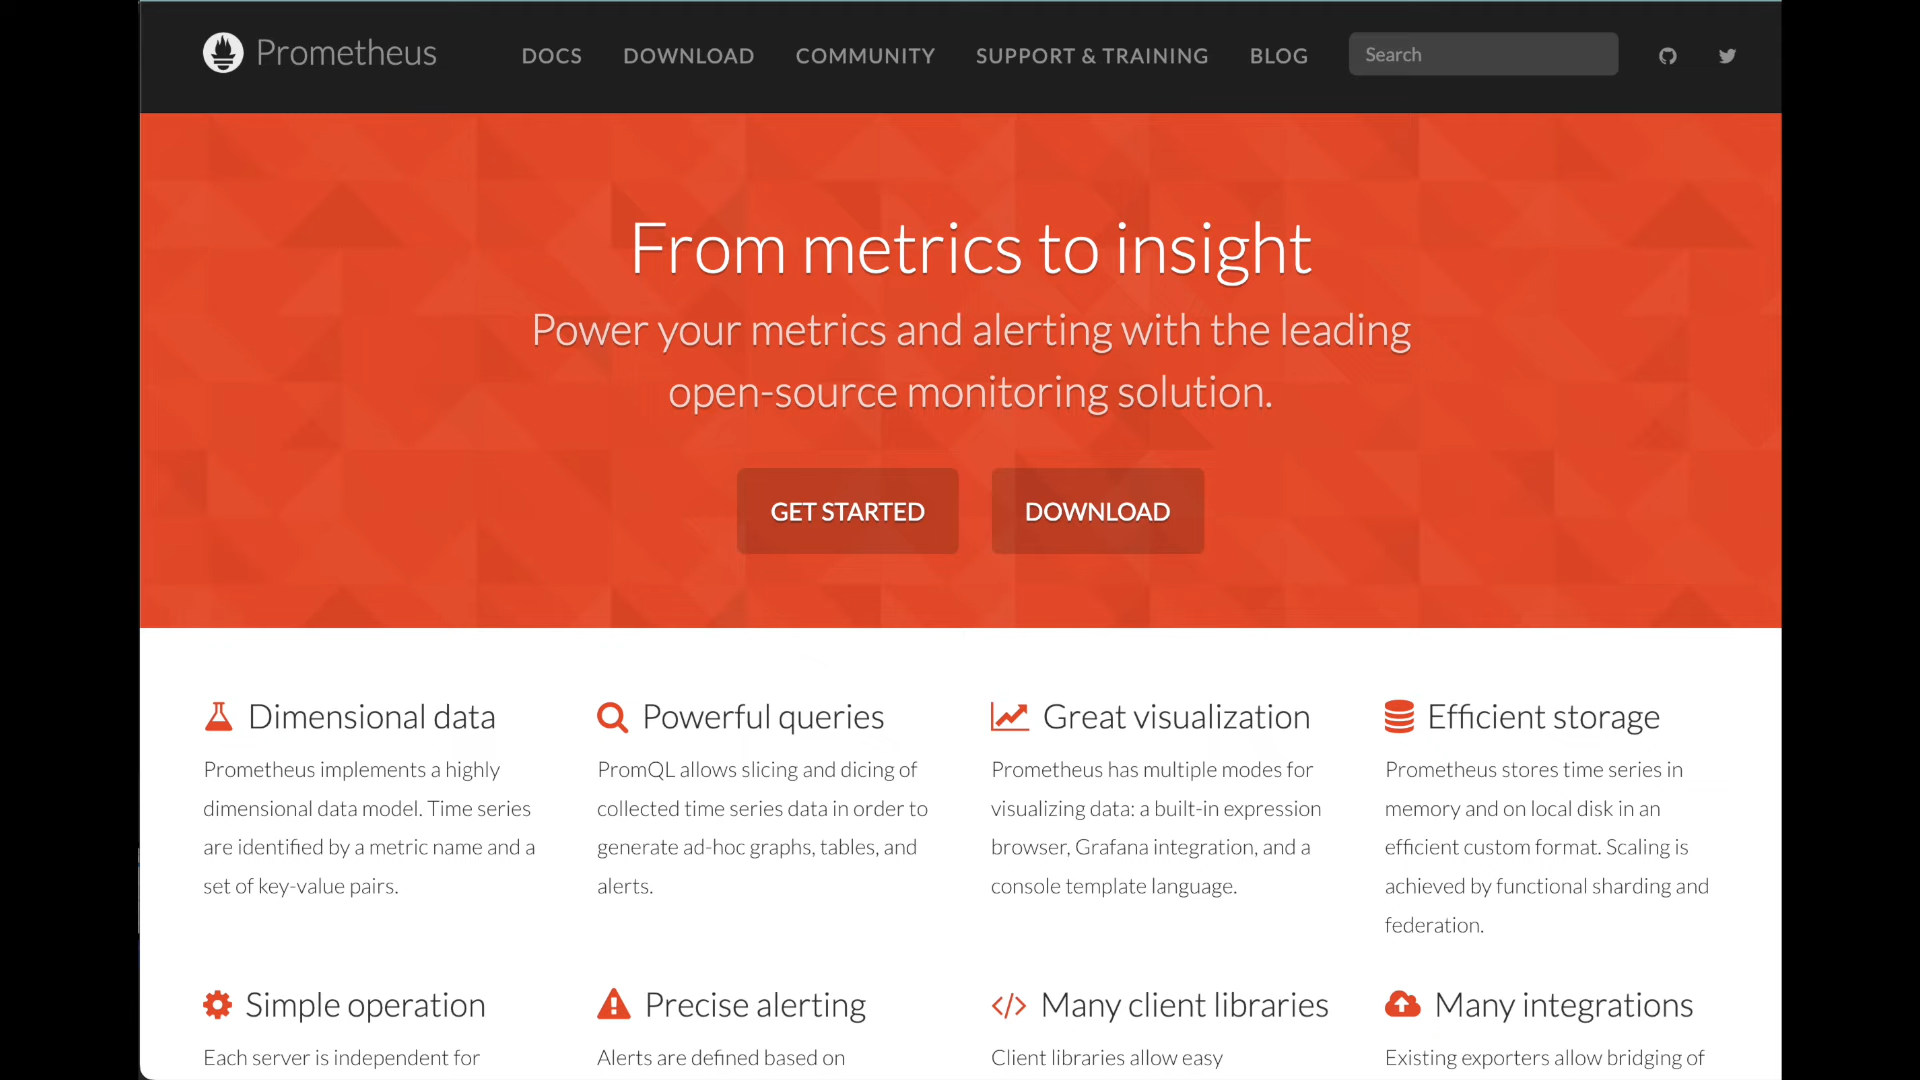 Prometheus
DOCS
DOWNLOAD
COMMUNITY
SUPPORT & TRAINING
BLOG
Search
From metrics to insight
Power your metrics and alerting with the leading
open-source monitoring solution.
GET STARTED
DOWNLOAD
Dimensional data
Prometheus implements a highly
dimensional data model. Time series
are identified by a metric name and a
set of key-value pairs.
Powerful queries
PromQL allows slicing and dicing of
collected time series data in order to
generate ad-hoc graphs, tables, and
alerts.
Great visualization
Prometheus has multiple modes for
visualizing data: a built-in expression
browser, Grafana integration, and a
console template language.
Efficient storage
Prometheus stores time series in
memory and on local disk in an
efficient custom format. Scaling is
achieved by functional sharding and
federation.
Simple operation
Each server is independent for
Precise alerting
Alerts are defined based on
Many client libraries
Client libraries allow easy
Many integrations
Existing exporters allow bridging of